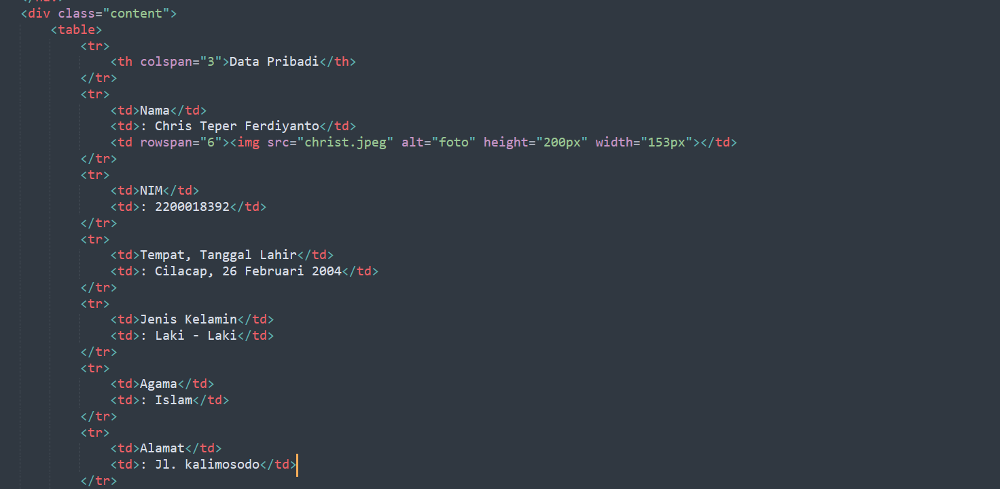 <div class="content">
<table>
<tr>
<th colspan="3">Data Pribadi</th>
</tr>
<tr>
<td>Nama</td>
<td>: Chris Teper Ferdiyanto</td>
<td rowspan="6"><img src="christ.jpeg" alt="foto" height="200px" width="153px"></td>
</tr>
<tr>
<td>NIM</td>
<td>: 2200018392</td>
</tr>
<tr>
<td>Tempat, Tanggal Lahir</td>
<td>: Cilacap, 26 Februari 2004</td>
</tr>
<tr>
<td>Jenis Kelamin</td>
<td>: Laki - Laki</td>
</tr>
<tr>
<td>Agama</td>
<td>: Islam</td>
</tr>
<tr>
<td>Alamat</td>
<td>: Jl. kalimosodo</td>
</tr>